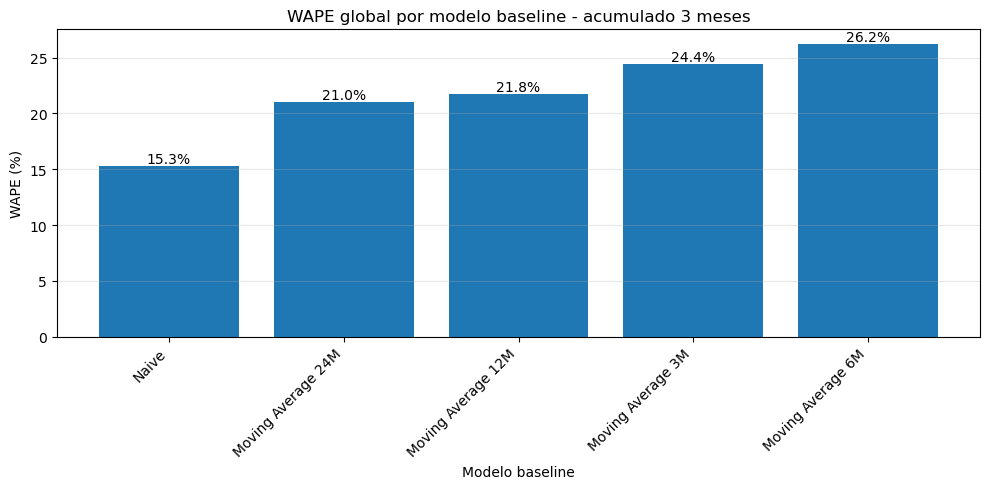 WAPE global por modelo baseline - acumulado 3 meses
WAPE (%)
25
20
15
10
5
0
15.3%
21.0%
21.8%
24.4%
26.2%
Naive
Moving Average 24M
Moving Average 12M
Moving Average 3M
Moving Average 6M
Modelo baseline